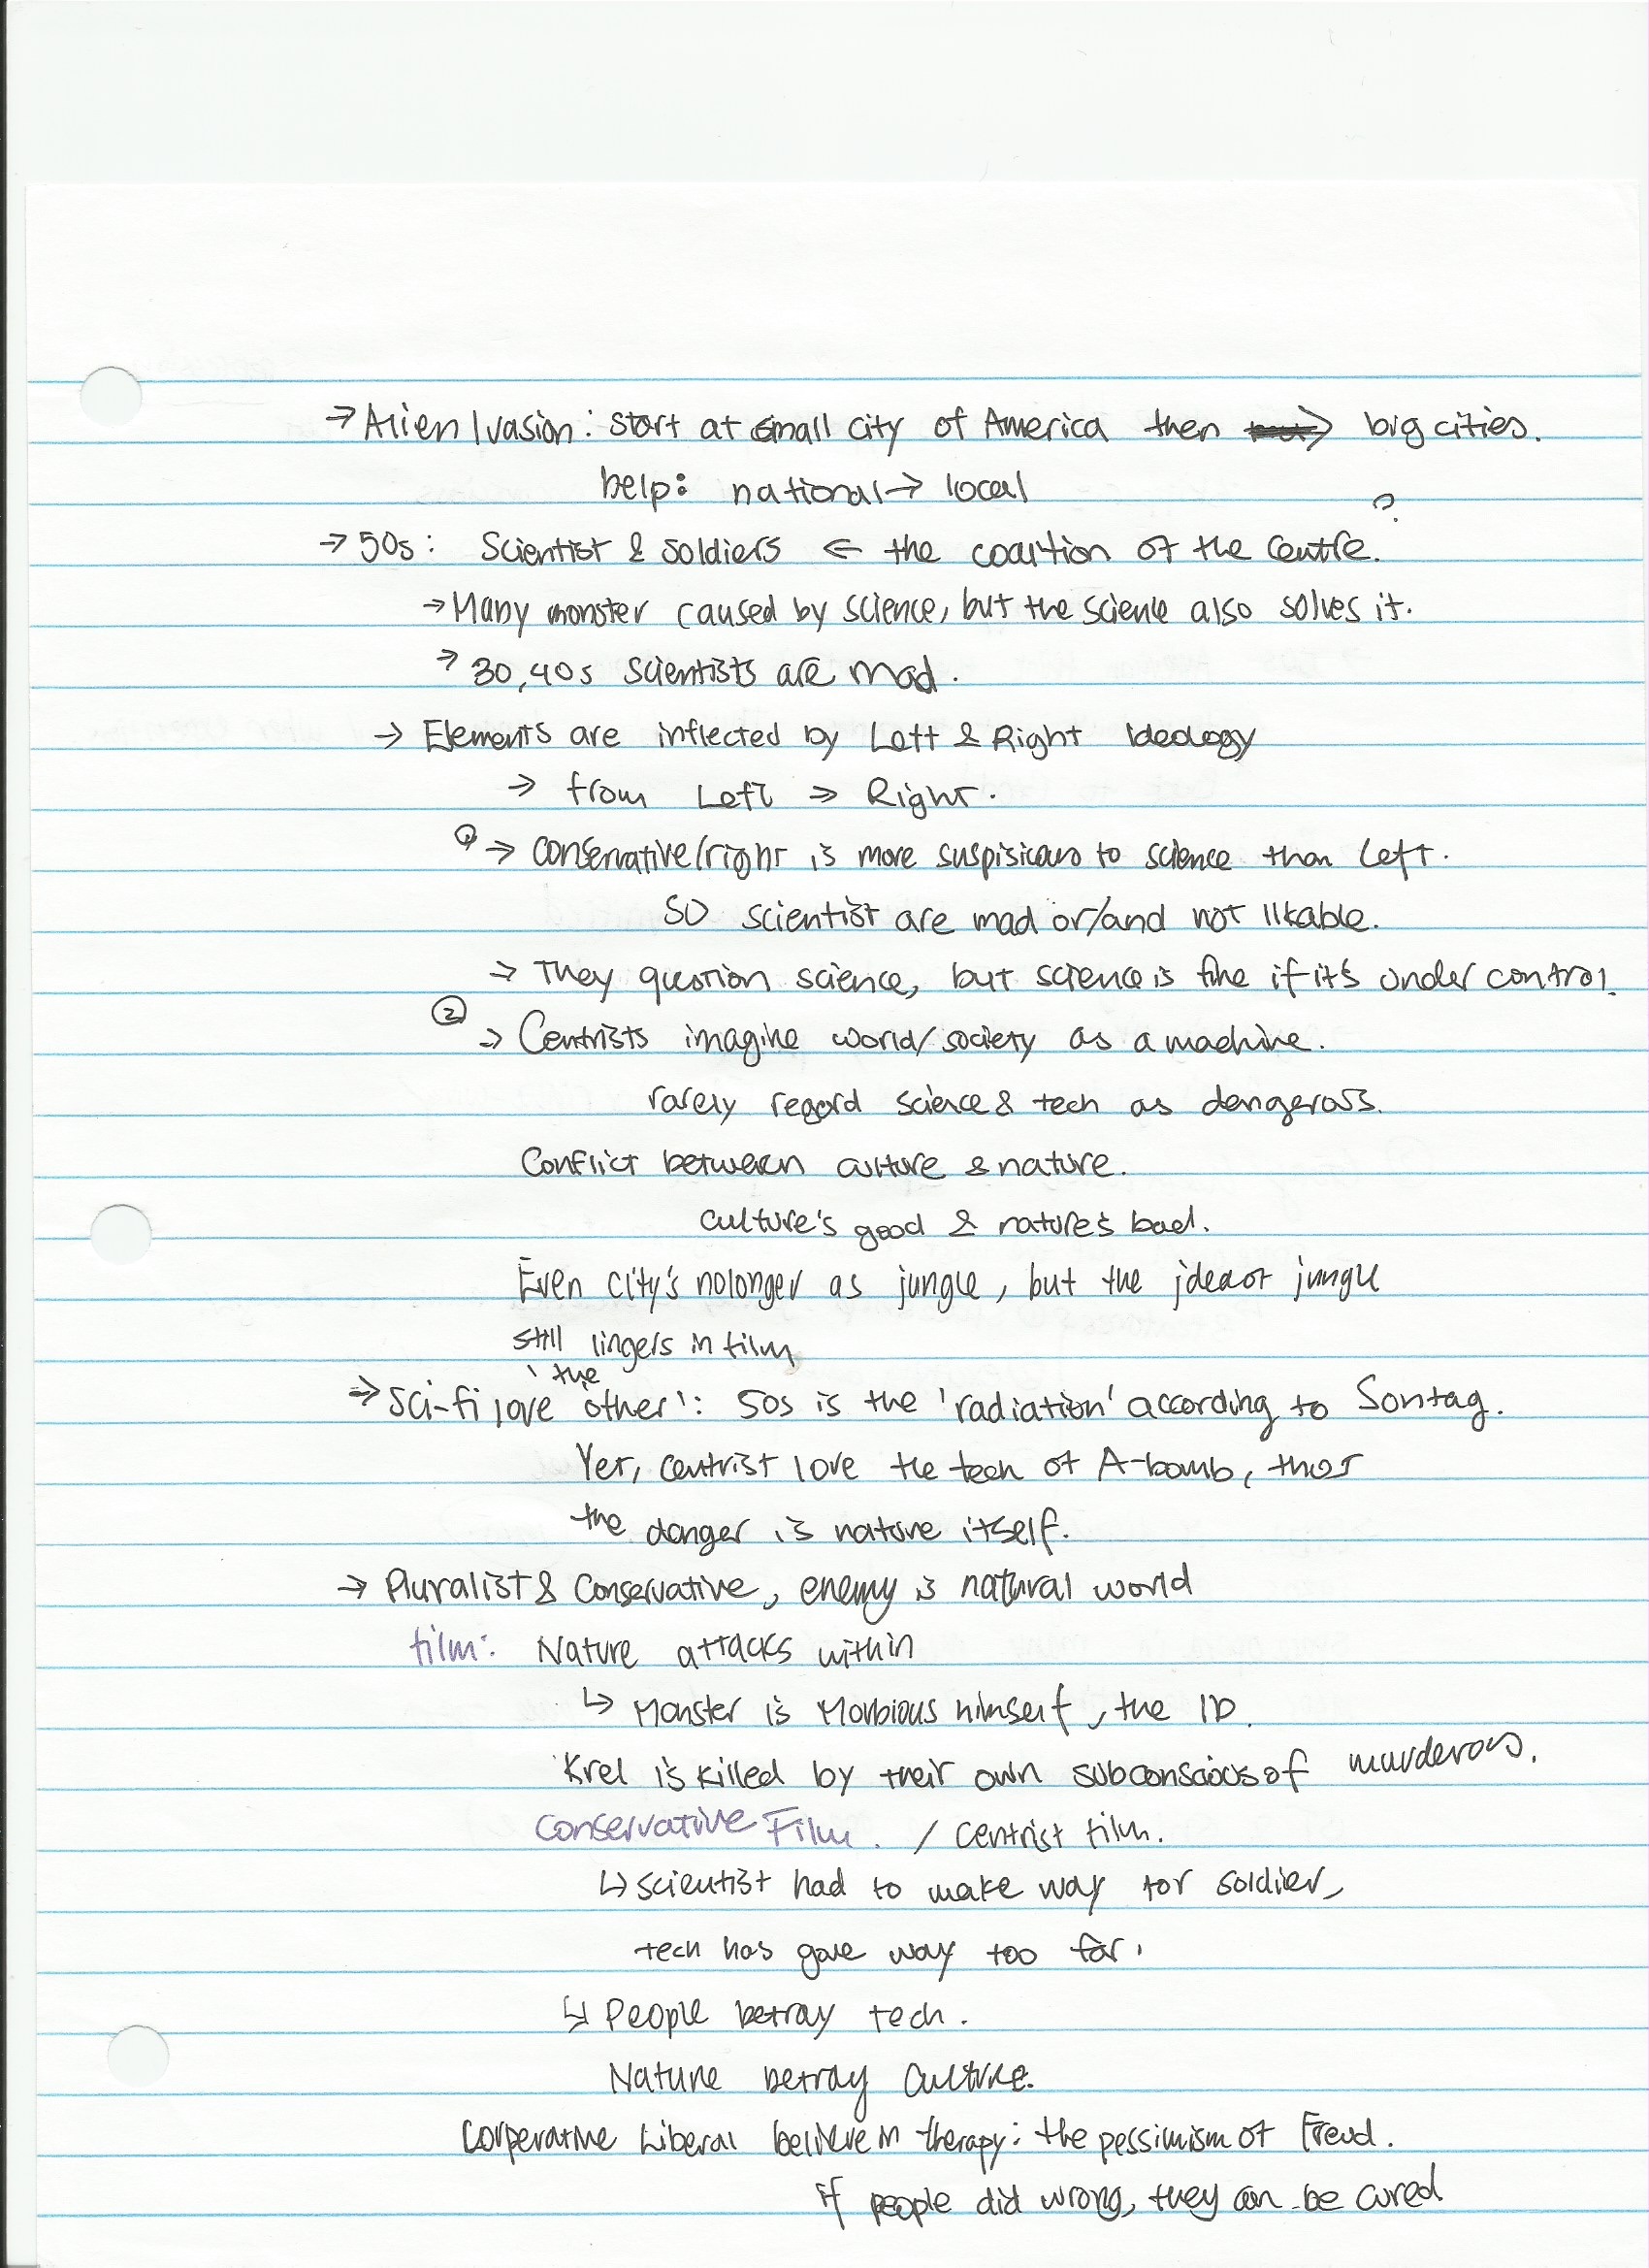 → Alien Ivasion: start at small city of America then → big cities.
help: national → local
→ 50s: Scientist & Soldiers ← the coaltion of the Centre. ?
→ Many monster caused by science, but the science also solves it.
→ 30, 40s scientists are mad.
→ Elements are inflected by Left & Right Ideology
→ from Left → Right.
① → conservative/right is more suspisicous to science than Left.
SO scientist are mad or/and not likable.
→ They question science, but science is fine if it's under control.
② → Centrists imagine world/society as a machine.
rarely regard science & tech as dangerous.
Conflict between culture & nature.
culture's good & nature's bad.
Even city's nolonger as jungle, but the idea of jungle
still lingers in film
→ Sci-fi love 'the other': 50s is the 'radiation' according to Sontag.
Yet, centrist love the tech of A-bomb, thus
the danger is nature itself.
→ Pluralist & Conservative, enemy is natural world
film: Nature attacks within
↳ Monster is Morbious himself, the ID.
Krel is killed by their own subconscious of murderous.
Conservative Film. / centrist film.
↳ scientist had to make way for soldier,
tech has gove way too far.
↳ People betray tech.
Nature betray Culture.
Corperative Liberal believe in therapy: the pessimism of Freud.
if people did wrong, they can be cured